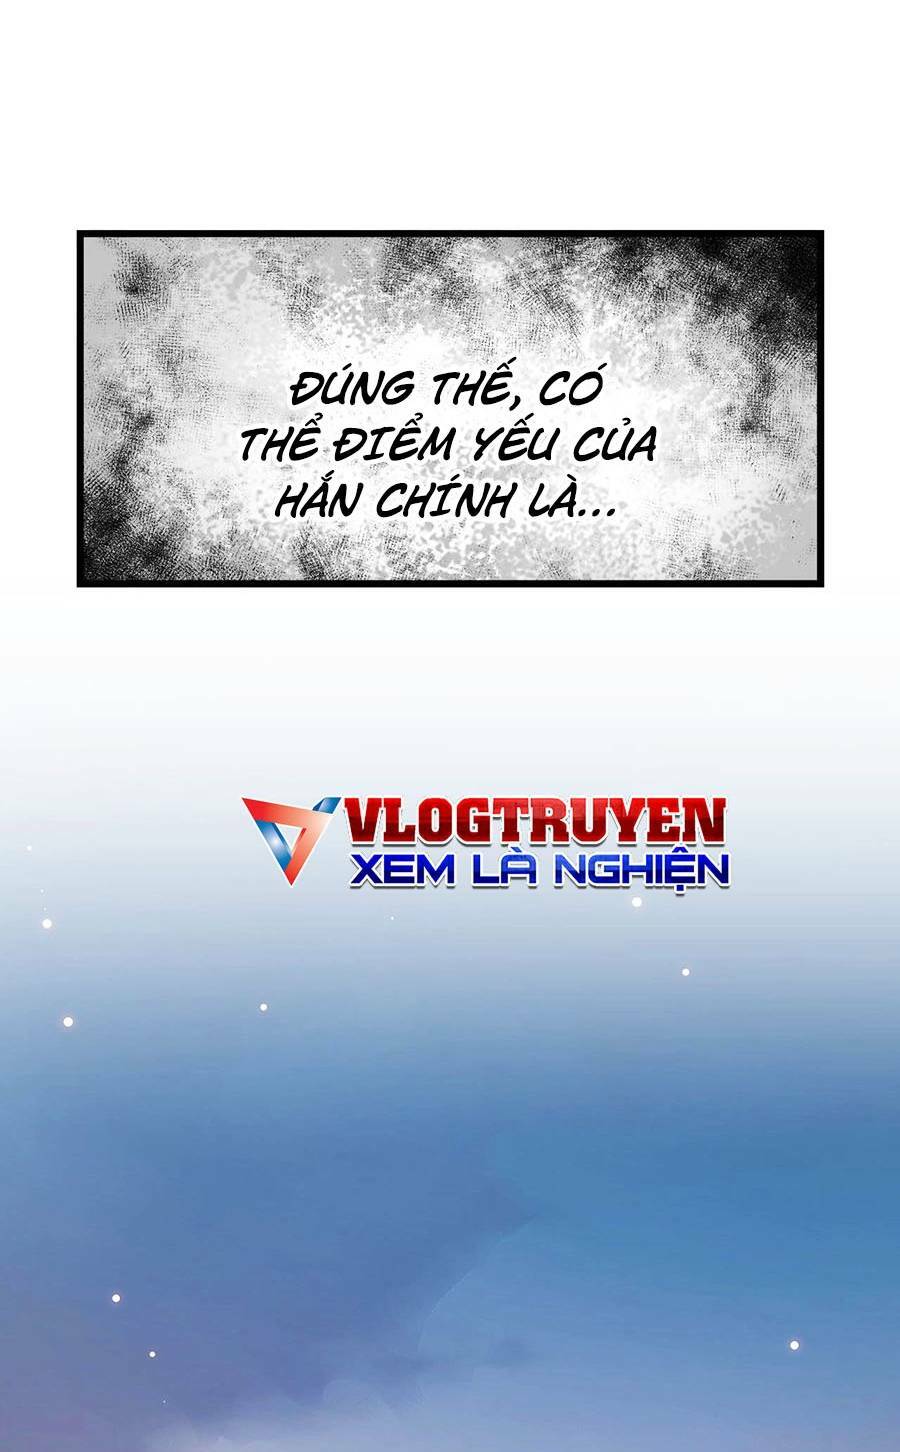 ĐÚNG THẾ, CÓ
THỂ ĐIỂM YẾU CỦA
HẮN CHÍNH LÀ...
VLOGTRUYEN
XEM LÀ NGHIỆN